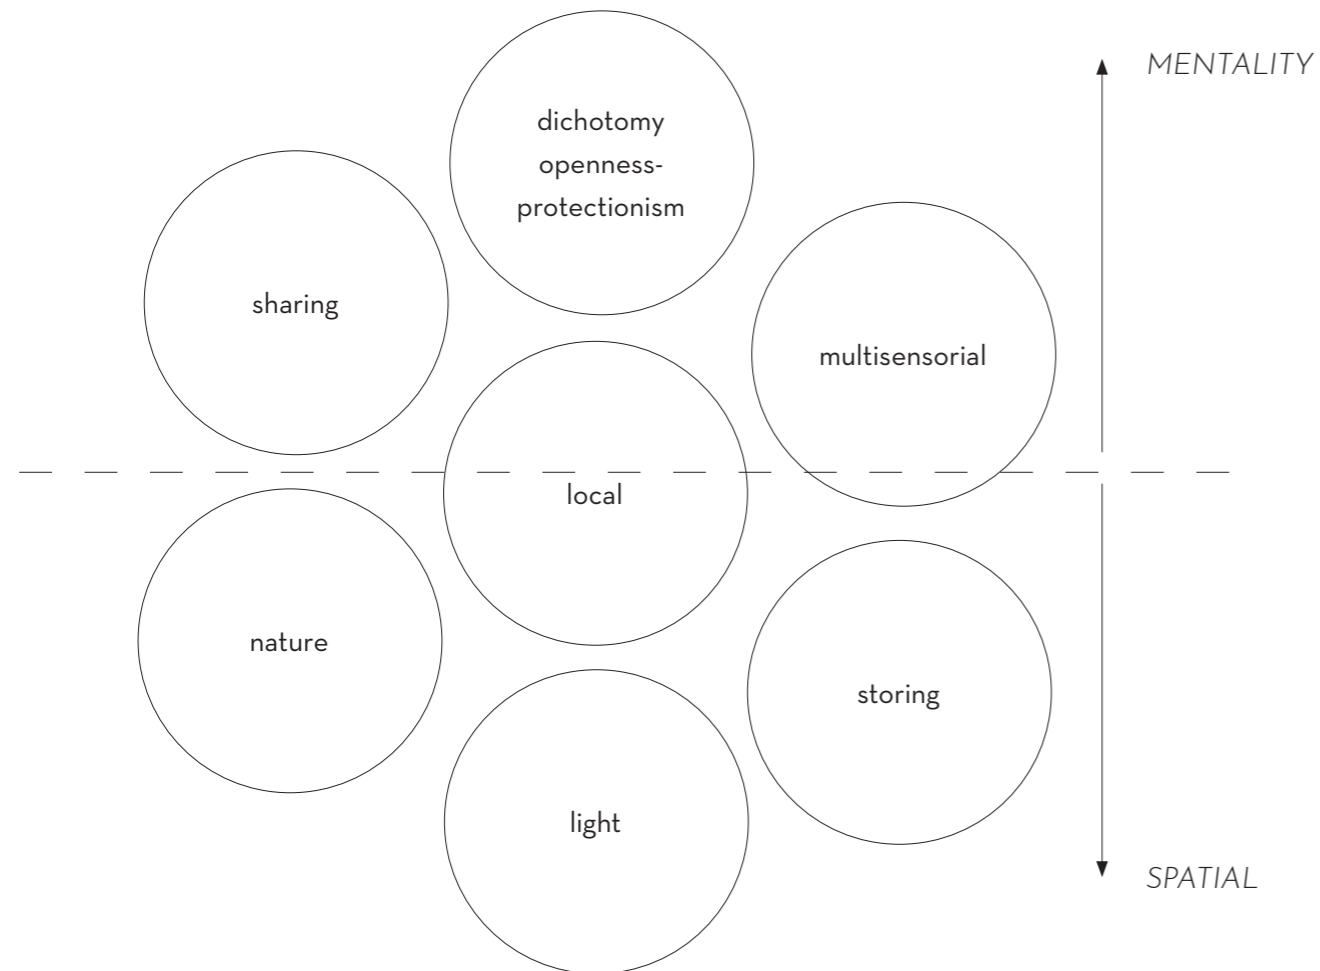 MENTALITY
dichotomy
openness-
protectionism
sharing
multisensorial
local
nature
storing
light
SPATIAL